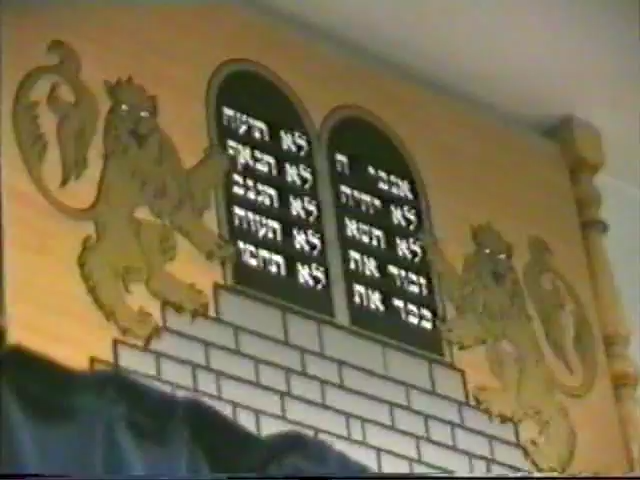 אנכי ה
לא יהיה
לא תשא
זכור את
כבד את
לא תרצח
לא תנאף
לא תגנב
לא תענה
לא תחמד